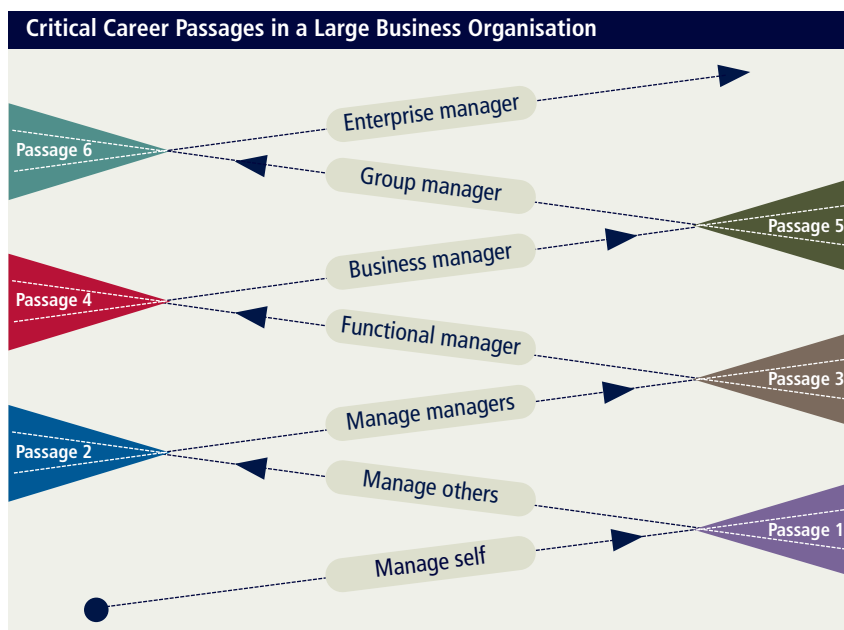 Critical Career Passages in a Large Business Organisation
Enterprise manager
Passage 6
Group manager
Passage 5
Business manager
Passage 4
Functional manager
Passage 3
Manage managers
Passage 2
Manage others
Passage 1
Manage self